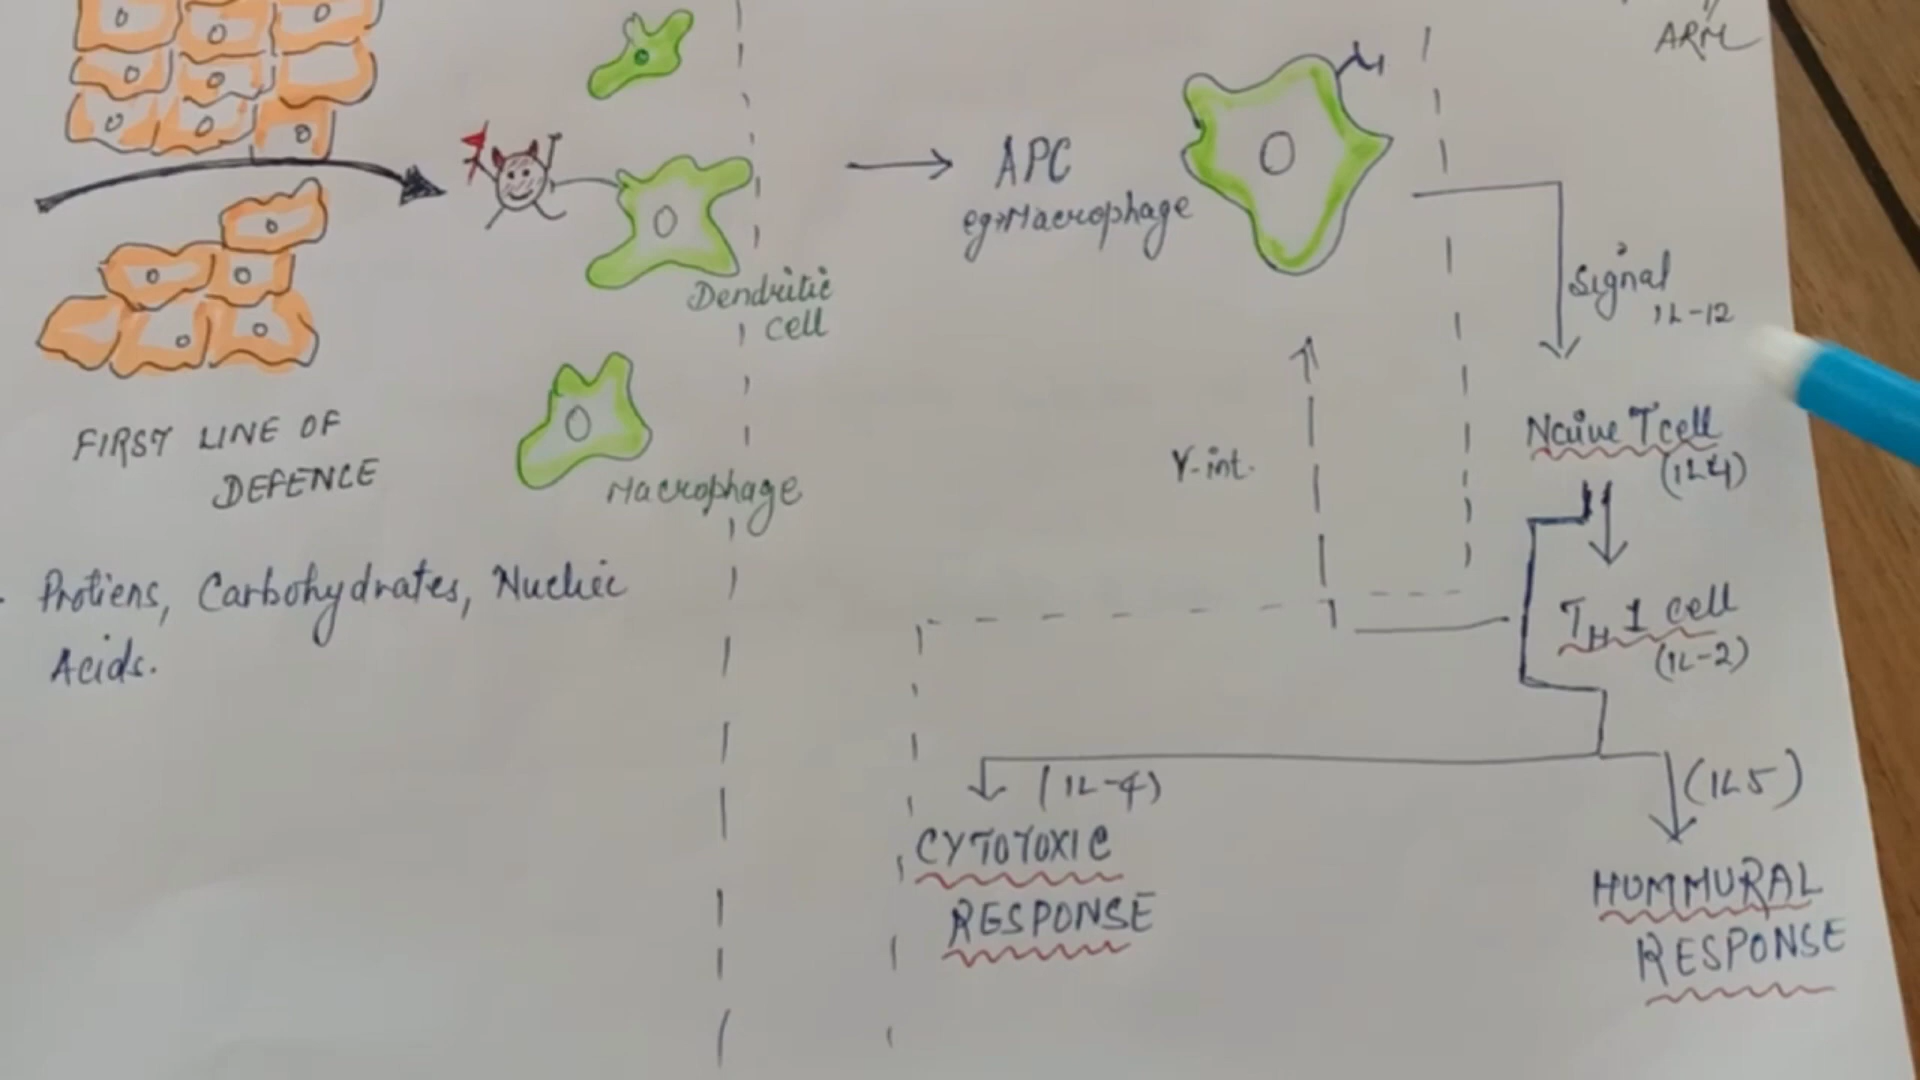 ARM
APC
eg→Macrophage
Dendritic
cell
Signal
IL-12
FIRST LINE OF
DEFENCE
Macrophage
γ-int.
Naive T cell
(IL4)
- Protiens, Carbohydrates, Nucleic
Acids.
TH 1 cell
(IL-2)
(IL-4)
(IL5)
CYTOTOXIC
RESPONSE
HUMMURAL
RESPONSE